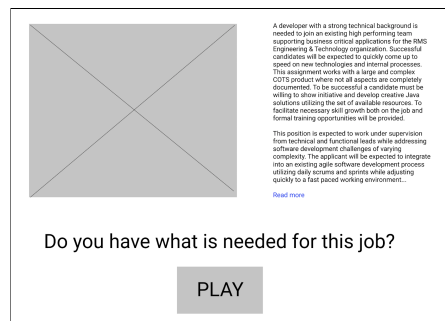 A developer with a strong technical background is
needed to join an existing high performing team
supporting business critical applications for the RMS
Engineering & Technology organization. Successful
candidates will be expected to quickly come up to
speed on new technologies and internal processes.
This assignment works with a large and complex
COTS product where not all aspects are completely
documented. To be successful a candidate must be
willing to show initiative and develop creative Java
solutions utilizing the set of available resources. To
facilitate necessary skill growth both on the job and
formal training opportunities will be provided.
This position is expected to work under supervision
from technical and functional leads while addressing
software development challenges of varying
complexity. The applicant will be expected to integrate
into an existing agile software development process
utilizing daily scrums and sprints while adjusting
quickly to a fast paced working environment...
Read more
Do you have what is needed for this job?
PLAY